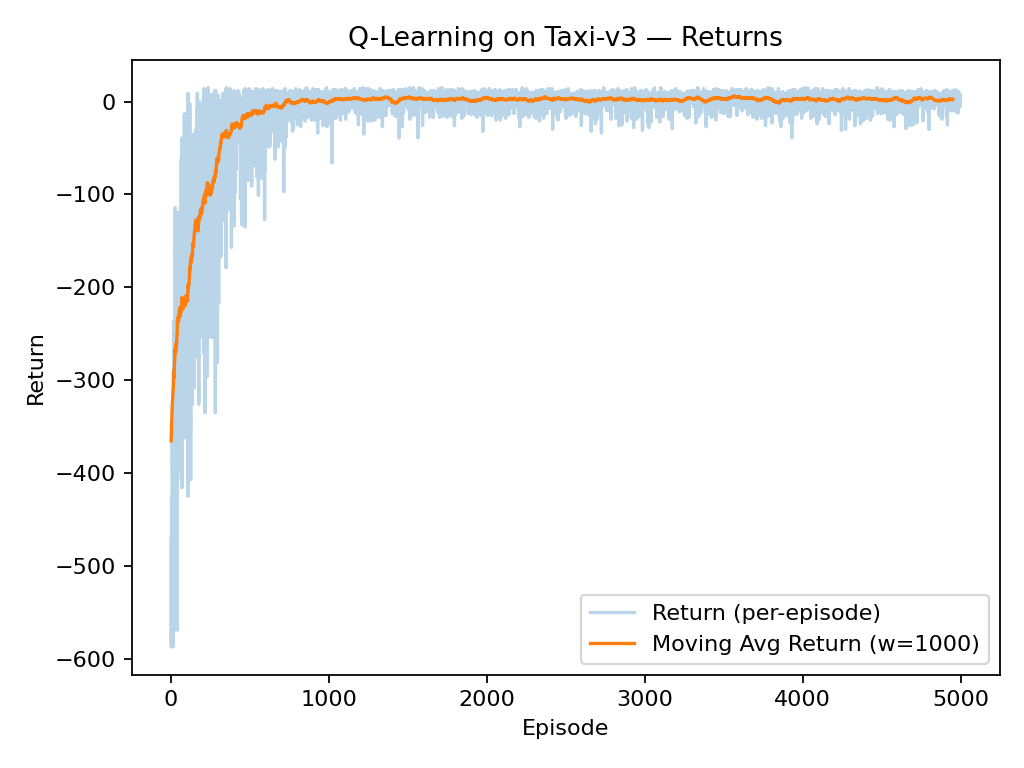 Q-Learning on Taxi-v3 — Returns
0
−100
−200
−300
−400
−500
−600
Return
Return (per-episode)
Moving Avg Return (w=1000)
0 1000 2000 3000 4000 5000
Episode